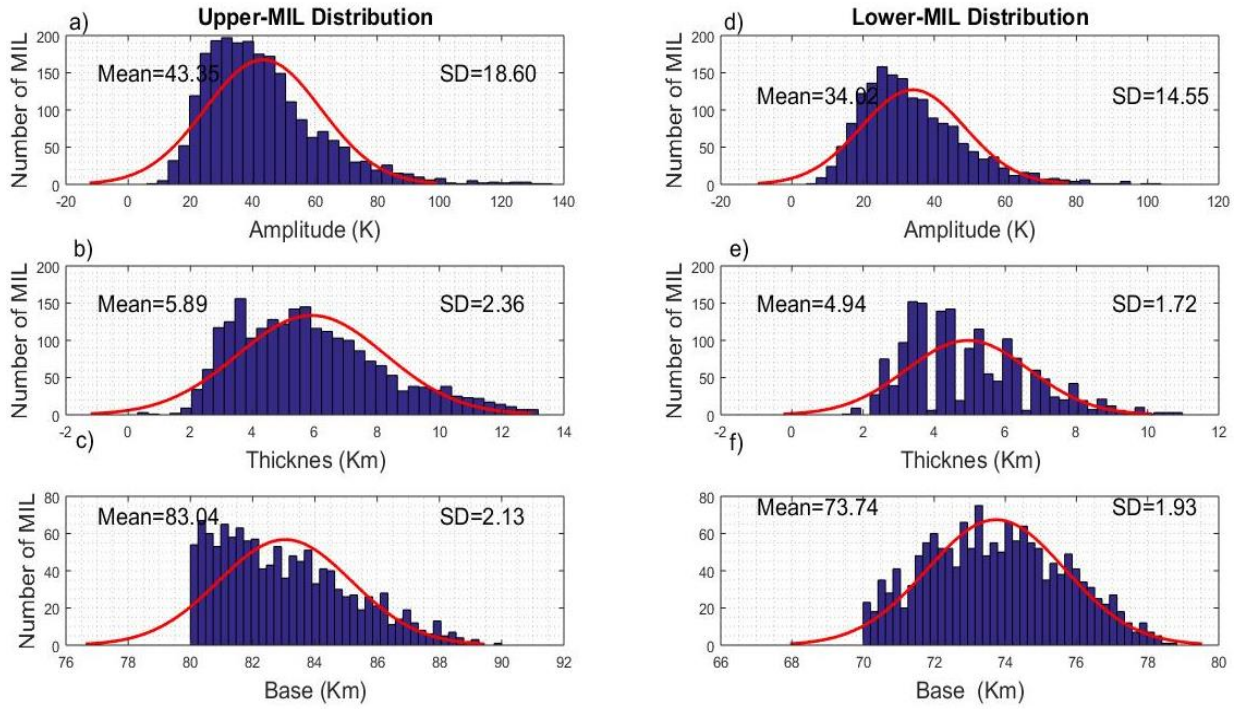 Upper-MIL Distribution
a)
Number of MIL
200
150
100
50
0
Mean=43.35
SD=18.60
-20 0 20 40 60 80 100 120 140
Amplitude (K)
b)
Number of MIL
200
150
100
50
0
Mean=5.89
SD=2.36
-2 0 2 4 6 8 10 12 14
Thicknes (Km)
c)
Number of MIL
80
60
40
20
0
Mean=83.04
SD=2.13
76 78 80 82 84 86 88 90 92
Base (Km)
Lower-MIL Distribution
d)
Number of MIL
200
150
100
50
0
Mean=34.02
SD=14.55
-20 0 20 40 60 80 100 120
Amplitude (K)
e)
Number of MIL
200
150
100
50
0
Mean=4.94
SD=1.72
-2 0 2 4 6 8 10 12
Thicknes (Km)
f)
Number of MIL
80
60
40
20
0
Mean=73.74
SD=1.93
66 68 70 72 74 76 78 80
Base (Km)